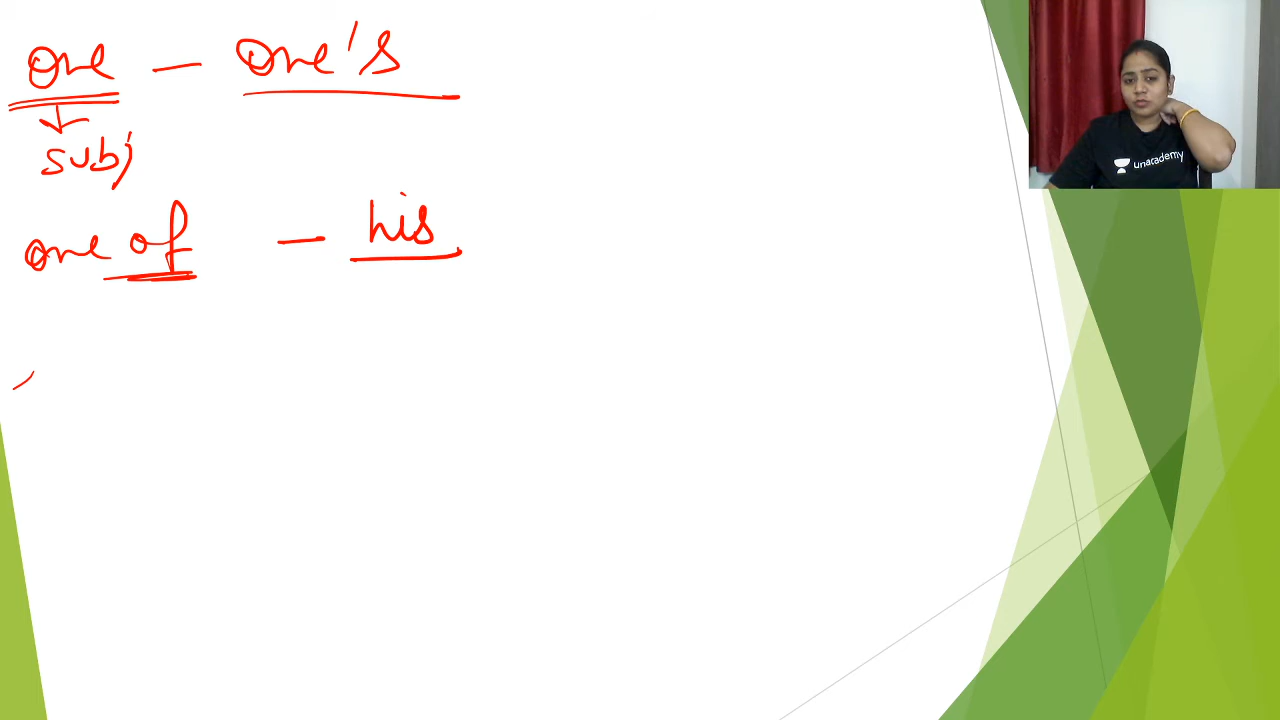 one — one's
subj
one of — his
unacademy